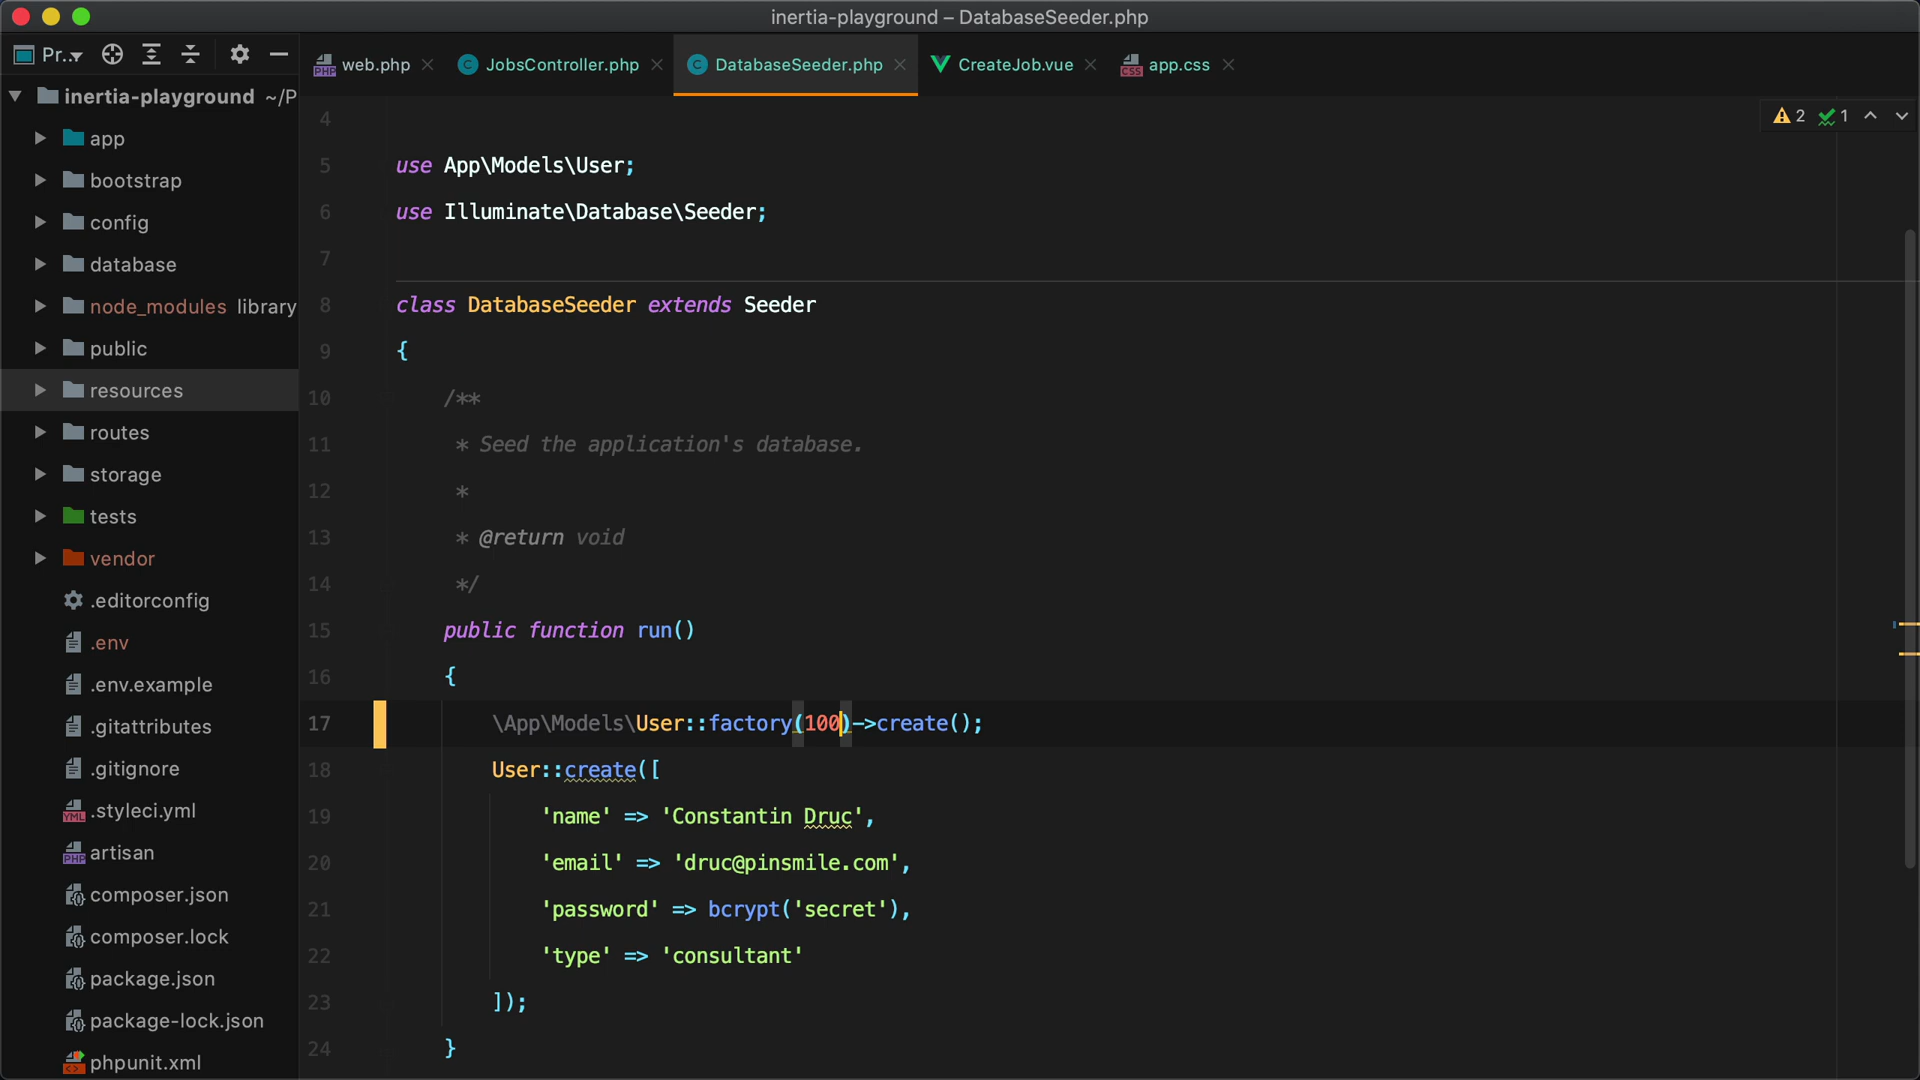 inertia-playground – DatabaseSeeder.php
Pr...
web.php
JobsController.php
DatabaseSeeder.php
CreateJob.vue
app.css
inertia-playground ~/P
app
bootstrap
config
database
node_modules library
public
resources
routes
storage
tests
vendor
.editorconfig
.env
.env.example
.gitattributes
.gitignore
.styleci.yml
artisan
composer.json
composer.lock
package.json
package-lock.json
phpunit.xml
2 1
4
5 use App\Models\User;
6 use Illuminate\Database\Seeder;
7
8 class DatabaseSeeder extends Seeder
9 {
10 /**
11 * Seed the application's database.
12 *
13 * @return void
14 */
15 public function run()
16 {
17 \App\Models\User::factory(100)->create();
18 User::create([
19 'name' => 'Constantin Druc',
20 'email' => 'druc@pinsmile.com',
21 'password' => bcrypt('secret'),
22 'type' => 'consultant'
23 ]);
24 }